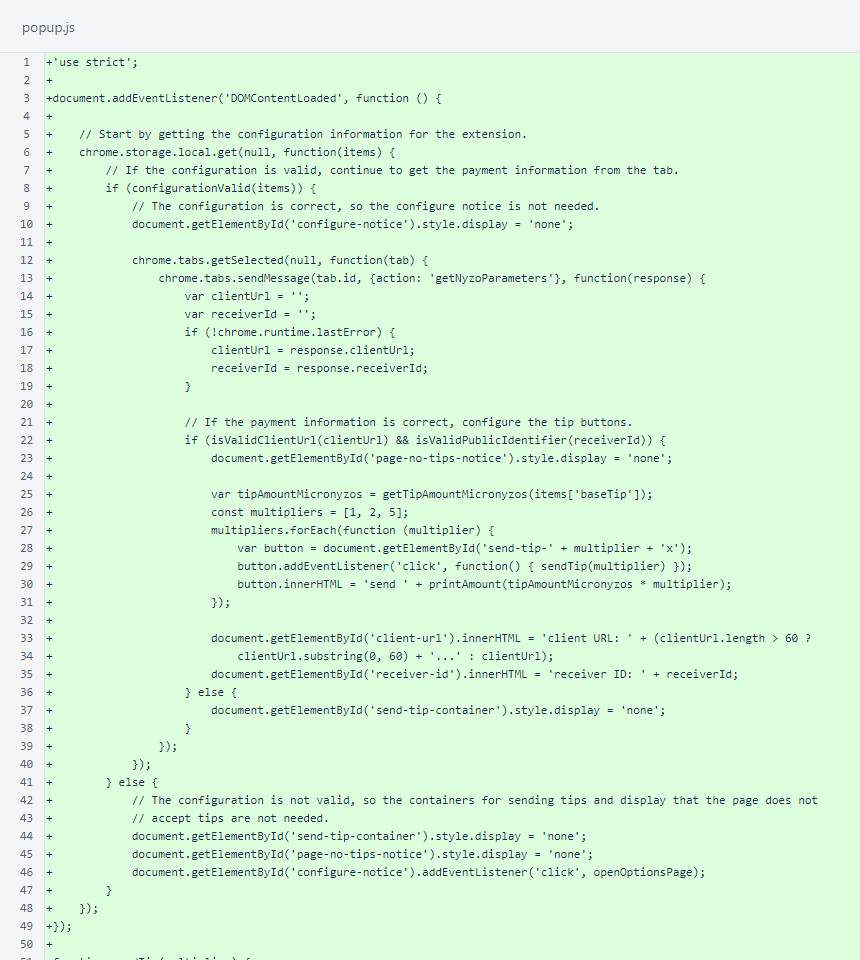 popup.js
1 +'use strict';
2 +
3 +document.addEventListener('DOMContentLoaded', function () {
4 +
5 +    // Start by getting the configuration information for the extension.
6 +    chrome.storage.local.get(null, function(items) {
7 +        // If the configuration is valid, continue to get the payment information from the tab.
8 +        if (configurationValid(items)) {
9 +            // The configuration is correct, so the configure notice is not needed.
10 +            document.getElementById('configure-notice').style.display = 'none';
11 +
12 +            chrome.tabs.getSelected(null, function(tab) {
13 +                chrome.tabs.sendMessage(tab.id, {action: 'getNyzoParameters'}, function(response) {
14 +                    var clientUrl = '';
15 +                    var receiverId = '';
16 +                    if (!chrome.runtime.lastError) {
17 +                        clientUrl = response.clientUrl;
18 +                        receiverId = response.receiverId;
19 +                    }
20 +
21 +                    // If the payment information is correct, configure the tip buttons.
22 +                    if (isValidClientUrl(clientUrl) && isValidPublicIdentifier(receiverId)) {
23 +                        document.getElementById('page-no-tips-notice').style.display = 'none';
24 +
25 +                        var tipAmountMicronyzos = getTipAmountMicronyzos(items['baseTip']);
26 +                        const multipliers = [1, 2, 5];
27 +                        multipliers.forEach(function (multiplier) {
28 +                            var button = document.getElementById('send-tip-' + multiplier + 'x');
29 +                            button.addEventListener('click', function() { sendTip(multiplier) });
30 +                            button.innerHTML = 'send ' + printAmount(tipAmountMicronyzos * multiplier);
31 +                        });
32 +
33 +                        document.getElementById('client-url').innerHTML = 'client URL: ' + (clientUrl.length > 60 ?
34 +                            clientUrl.substring(0, 60) + '...' : clientUrl);
35 +                        document.getElementById('receiver-id').innerHTML = 'receiver ID: ' + receiverId;
36 +                    } else {
37 +                        document.getElementById('send-tip-container').style.display = 'none';
38 +                    }
39 +                });
40 +            });
41 +        } else {
42 +            // The configuration is not valid, so the containers for sending tips and display that the page does not
43 +            // accept tips are not needed.
44 +            document.getElementById('send-tip-container').style.display = 'none';
45 +            document.getElementById('page-no-tips-notice').style.display = 'none';
46 +            document.getElementById('configure-notice').addEventListener('click', openOptionsPage);
47 +        }
48 +    });
49 +});
50 +